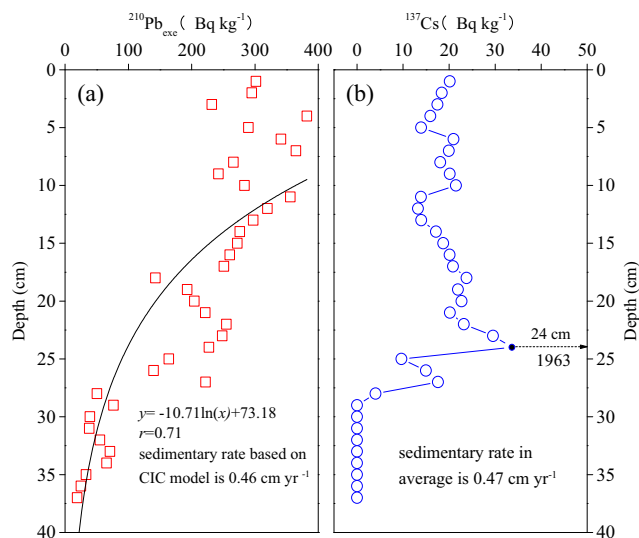 ²¹⁰Pb_exe( Bq kg⁻¹)
¹³⁷Cs( Bq kg⁻¹)
0 100 200 300 400
0 10 20 30 40 50
(a)
(b)
0
5
10
15
20
25
30
35
40
Depth (cm)
0
5
10
15
20
25
30
35
40
Depth (cm)
24 cm
1963
y= -10.71ln(x)+73.18
r=0.71
sedimentary rate based on
CIC model is 0.46 cm yr⁻¹
sedimentary rate in
average is 0.47 cm yr⁻¹